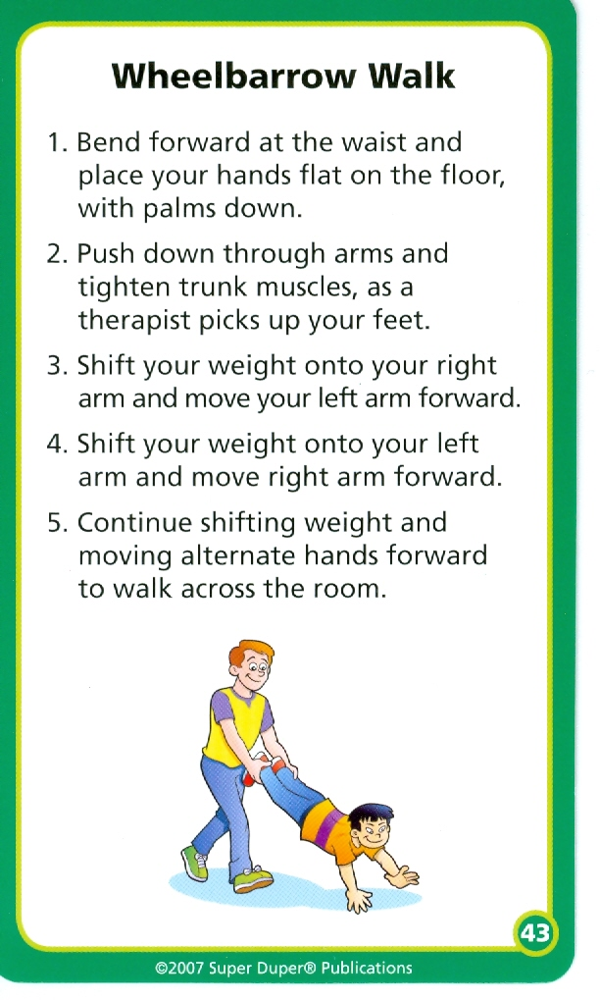 Wheelbarrow Walk
1. Bend forward at the waist and
place your hands flat on the floor,
with palms down.
2. Push down through arms and
tighten trunk muscles, as a
therapist picks up your feet.
3. Shift your weight onto your right
arm and move your left arm forward.
4. Shift your weight onto your left
arm and move right arm forward.
5. Continue shifting weight and
moving alternate hands forward
to walk across the room.
43
©2007 Super Duper® Publications